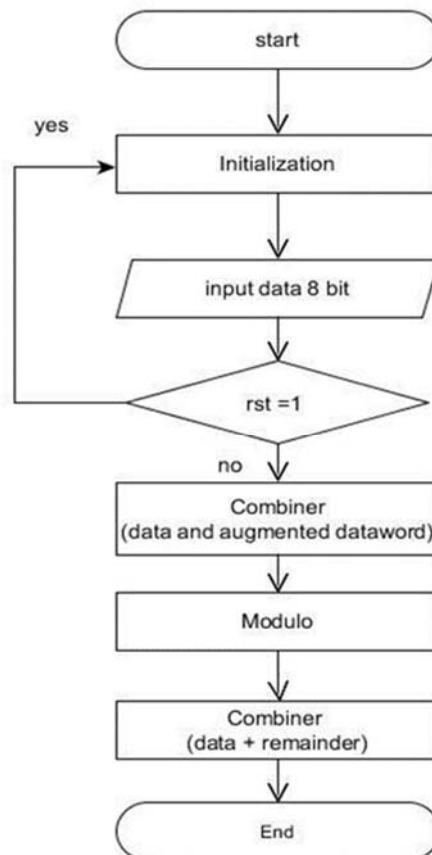 start
yes
Initialization
input data 8 bit
rst =1
no
Combiner
(data and augmented dataword)
Modulo
Combiner
(data + remainder)
End